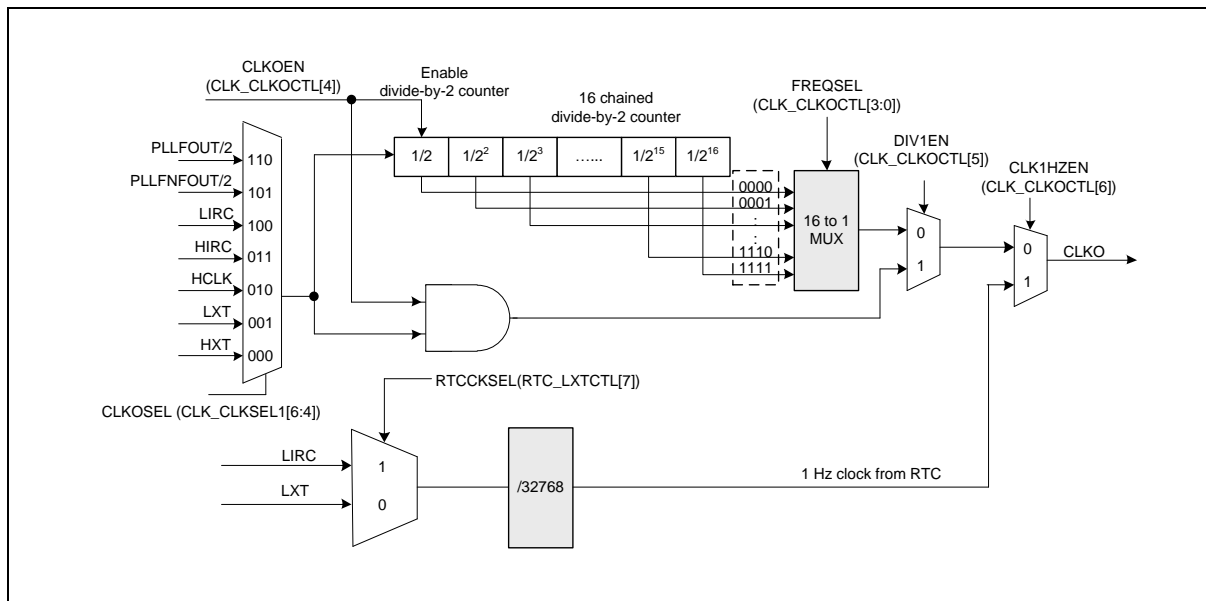 CLKOEN
(CLK_CLKOCTL[4])
Enable
divide-by-2 counter
16 chained
divide-by-2 counter
FREQSEL
(CLK_CLKOCTL[3:0])
DIV1EN
(CLK_CLKOCTL[5])
CLK1HZEN
(CLK_CLKOCTL[6])
PLLFOUT/2
110
PLLFNFOUT/2
101
LIRC
100
HIRC
011
HCLK
010
LXT
001
HXT
000
CLKOSEL (CLK_CLKSEL1[6:4])
1/2
1/2²
1/2³
…...
1/2¹⁵
1/2¹⁶
0000
0001
:
:
1110
1111
16 to 1
MUX
0
1
0
1
CLKO
RTCCKSEL(RTC_LXTCTL[7])
LIRC
1
LXT
0
/32768
1 Hz clock from RTC